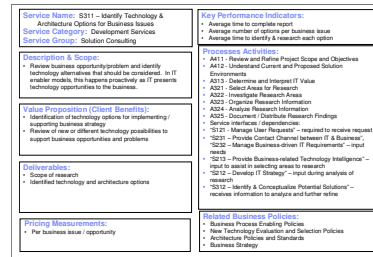 Service Name: S311 – Identify Technology &
Architecture Options for Business Issues
Service Category: Development Services
Service Group: Solution Consulting
Description & Scope:
• Review business opportunity/problem and identify
technology alternatives that should be considered. In IT
enabler models, this happens proactively as IT presents
technology opportunities to the business.
Value Proposition (Client Benefits):
• Identification of technology options for implementing /
supporting business strategy
• Review of new or different technology possibilities to
support business opportunities and problems
Deliverables:
• Scope of research
• Identified technology and architecture options
Pricing Measurements:
• Per business issue / opportunity
Key Performance Indicators:
• Average time to complete report
• Average number of options per business issue
• Average time to identify & research each option
Processes Activities:
• A411 - Review and Refine Project Scope and Objectives
• A412 - Understand Current and Proposed Solution
Environments
• A313 - Determine and Interpret IT Value
• A321 - Select Areas for Research
• A322 - Investigate Research Areas
• A323 - Organize Research Information
• A324 - Analyze Research Information
• A325 - Document / Distribute Research Findings
• Service interfaces / dependencies:
• "S121 - Manage User Requests" – required to receive request
• "S231 – Provide Contact Channel between IT & Business",
• "S232 – Manage Business-driven IT Requirements" – input
needs
• "S213 – Provide Business-related Technology Intelligence" –
input to assist in selecting areas to research
• "S212 – Develop IT Strategy" – input during analysis of
research
• "S312 – Identify & Conceptualize Potential Solutions" –
receives information to analyze and further refine
Related Business Policies:
• Business Process Enabling Policies
• New Technology Evaluation and Selection Policies
• Architecture Policies and Standards
• Business Strategy